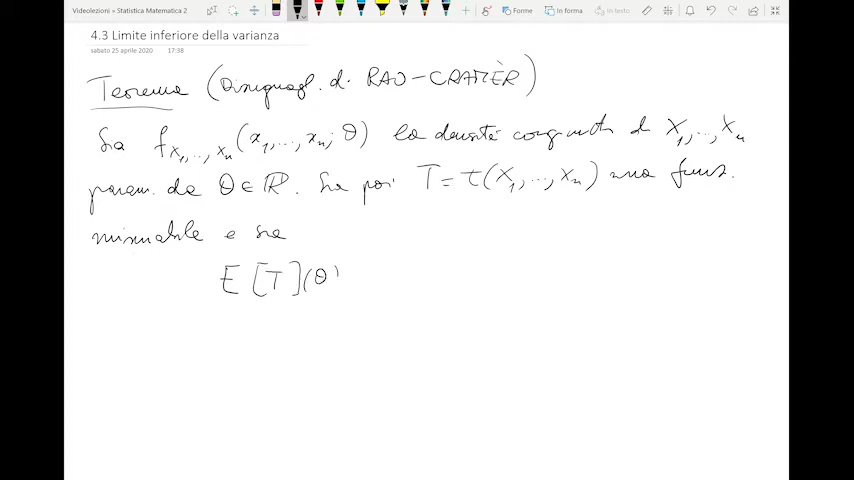 Videolezioni » Statistica Matematica 2
Forme
In forma
In testo
4.3 Limite inferiore della varianza
sabato 25 aprile 2020 17:38
Teorema (Disuguagl. di RAO-CRAMÈR)
Sia f_{X_1,...,X_n}(x_1,...,x_n; θ) la densità congiunta di X_1,...,X_n
param. da θ ∈ ℝ. Sia poi T = t(X_1,...,X_n) una funz.
misurabile e sia
E[T](θ)